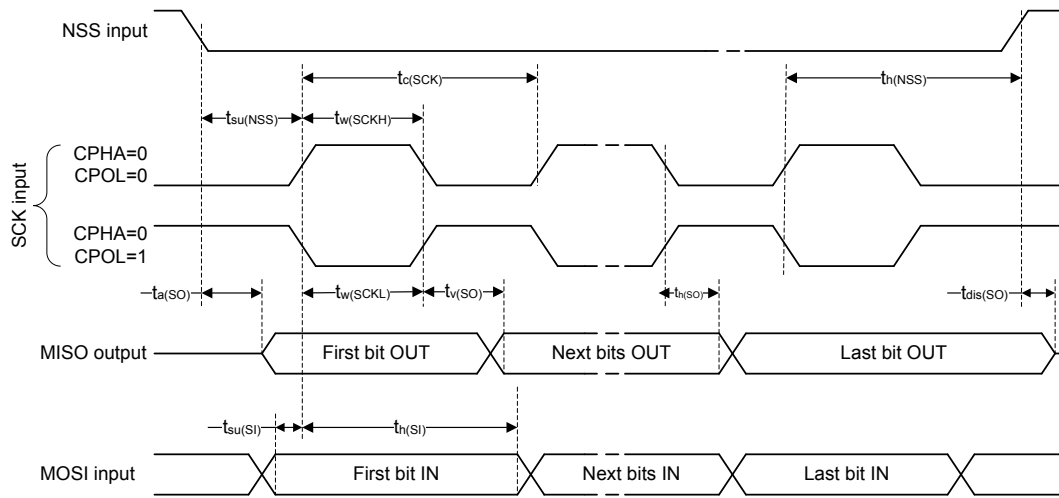 NSS input
tc(SCK)
th(NSS)
tsu(NSS)
tw(SCKH)
SCK input
CPHA=0
CPOL=0
CPHA=0
CPOL=1
ta(SO)
tw(SCKL)
tv(SO)
th(SO)
tdis(SO)
MISO output
First bit OUT
Next bits OUT
Last bit OUT
tsu(SI)
th(SI)
MOSI input
First bit IN
Next bits IN
Last bit IN